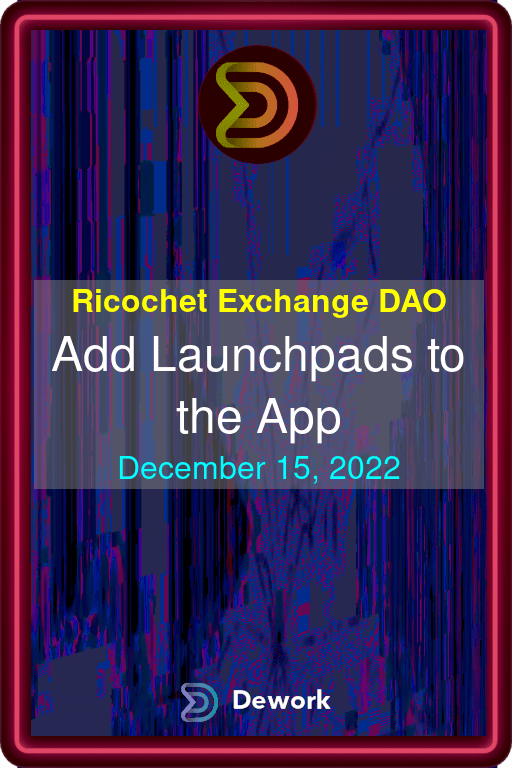 Ricochet Exchange DAO
Add Launchpads to
the App
December 15, 2022
Dework